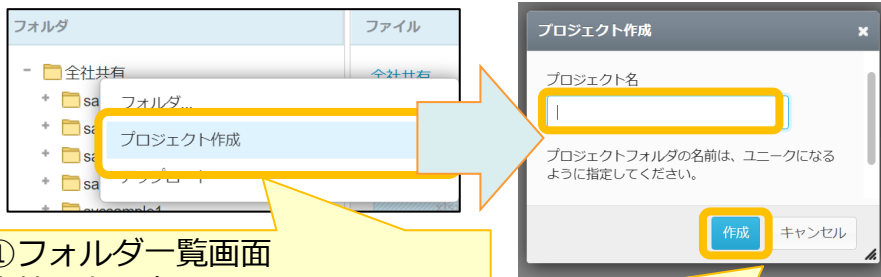 フォルダ
ファイル
全社共有
全社共有
sa
フォルダ...
sa
プロジェクト作成
sa
sa
プロジェクト作成
プロジェクト名
プロジェクトフォルダの名前は、ユニークになる
ように指定してください。
作成
キャンセル
①フォルダ一覧画面